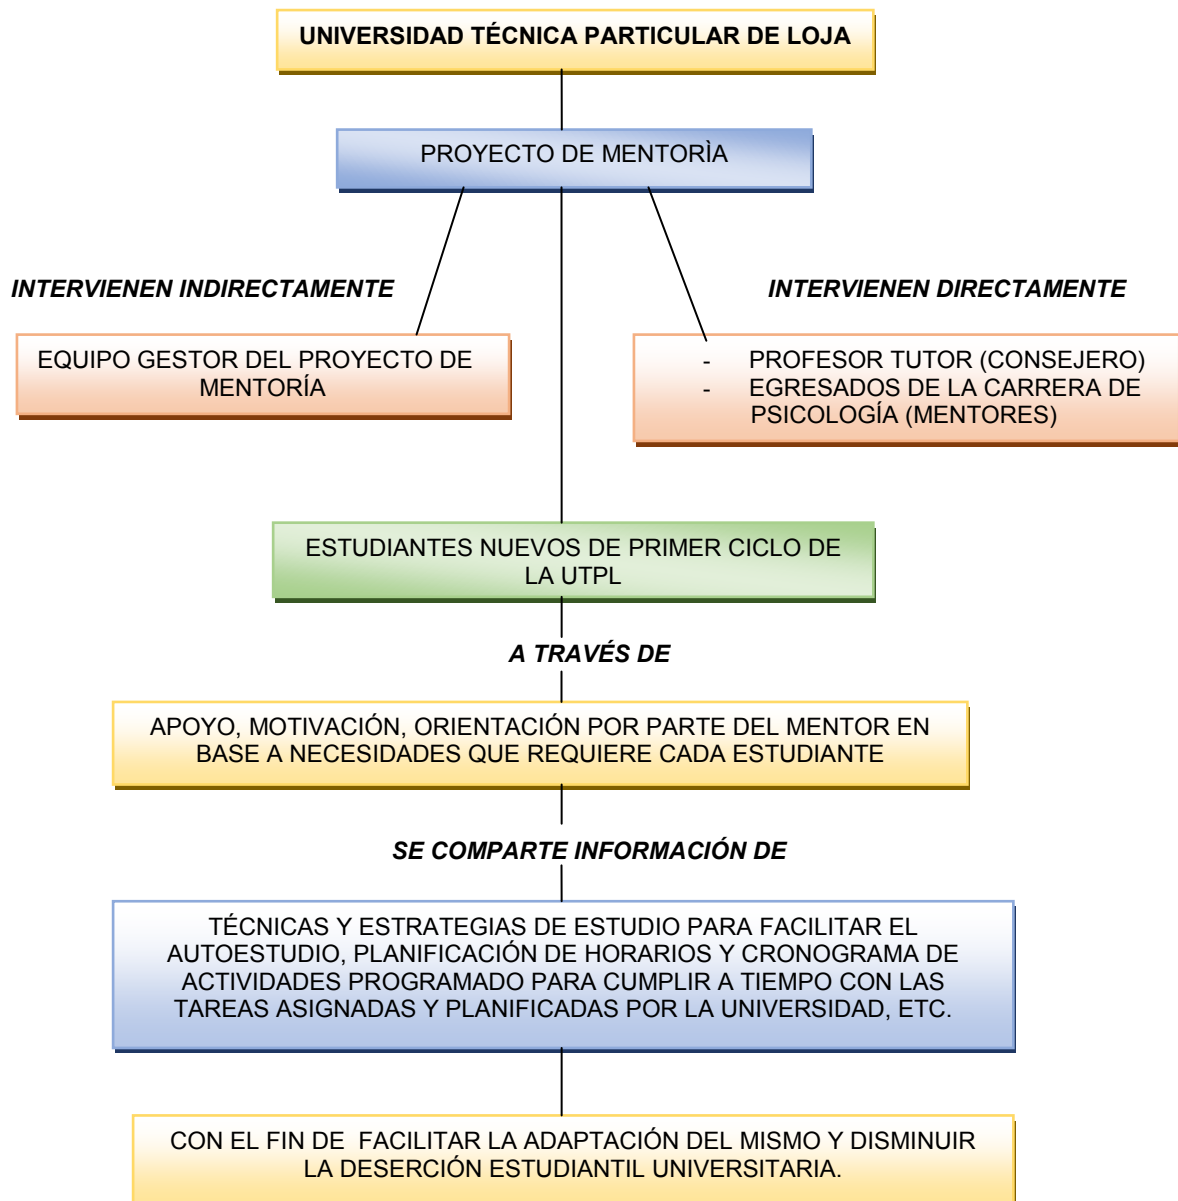 UNIVERSIDAD TÉCNICA PARTICULAR DE LOJA
PROYECTO DE MENTORÌA
INTERVIENEN INDIRECTAMENTE
EQUIPO GESTOR DEL PROYECTO DE
MENTORÍA
INTERVIENEN DIRECTAMENTE
- PROFESOR TUTOR (CONSEJERO)
- EGRESADOS DE LA CARRERA DE
PSICOLOGÍA (MENTORES)
ESTUDIANTES NUEVOS DE PRIMER CICLO DE
LA UTPL
A TRAVÉS DE
APOYO, MOTIVACIÓN, ORIENTACIÓN POR PARTE DEL MENTOR EN
BASE A NECESIDADES QUE REQUIERE CADA ESTUDIANTE
SE COMPARTE INFORMACIÓN DE
TÉCNICAS Y ESTRATEGIAS DE ESTUDIO PARA FACILITAR EL
AUTOESTUDIO, PLANIFICACIÓN DE HORARIOS Y CRONOGRAMA DE
ACTIVIDADES PROGRAMADO PARA CUMPLIR A TIEMPO CON LAS
TAREAS ASIGNADAS Y PLANIFICADAS POR LA UNIVERSIDAD, ETC.
CON EL FIN DE FACILITAR LA ADAPTACIÓN DEL MISMO Y DISMINUIR
LA DESERCIÓN ESTUDIANTIL UNIVERSITARIA.